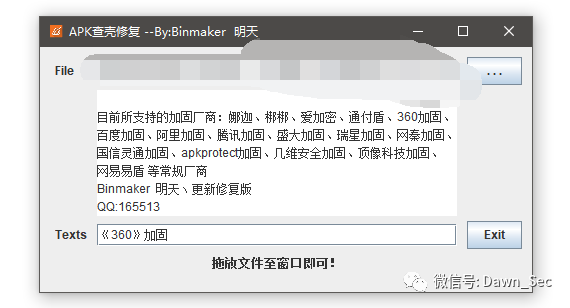 APK查壳修复 --By:Binmaker 明天
File
...
目前所支持的加固厂商：娜迦、梆梆、爱加密、通付盾、360加固、
百度加固、阿里加固、腾讯加固、盛大加固、瑞星加固、网秦加固、
国信灵通加固、apkprotect加固、几维安全加固、顶像科技加固、
网易易盾 等常规厂商
Binmaker 明天丶更新修复版
QQ:165513
Texts 《360》加固 Exit
拖放文件至窗口即可！
微信号: Dawn_Sec